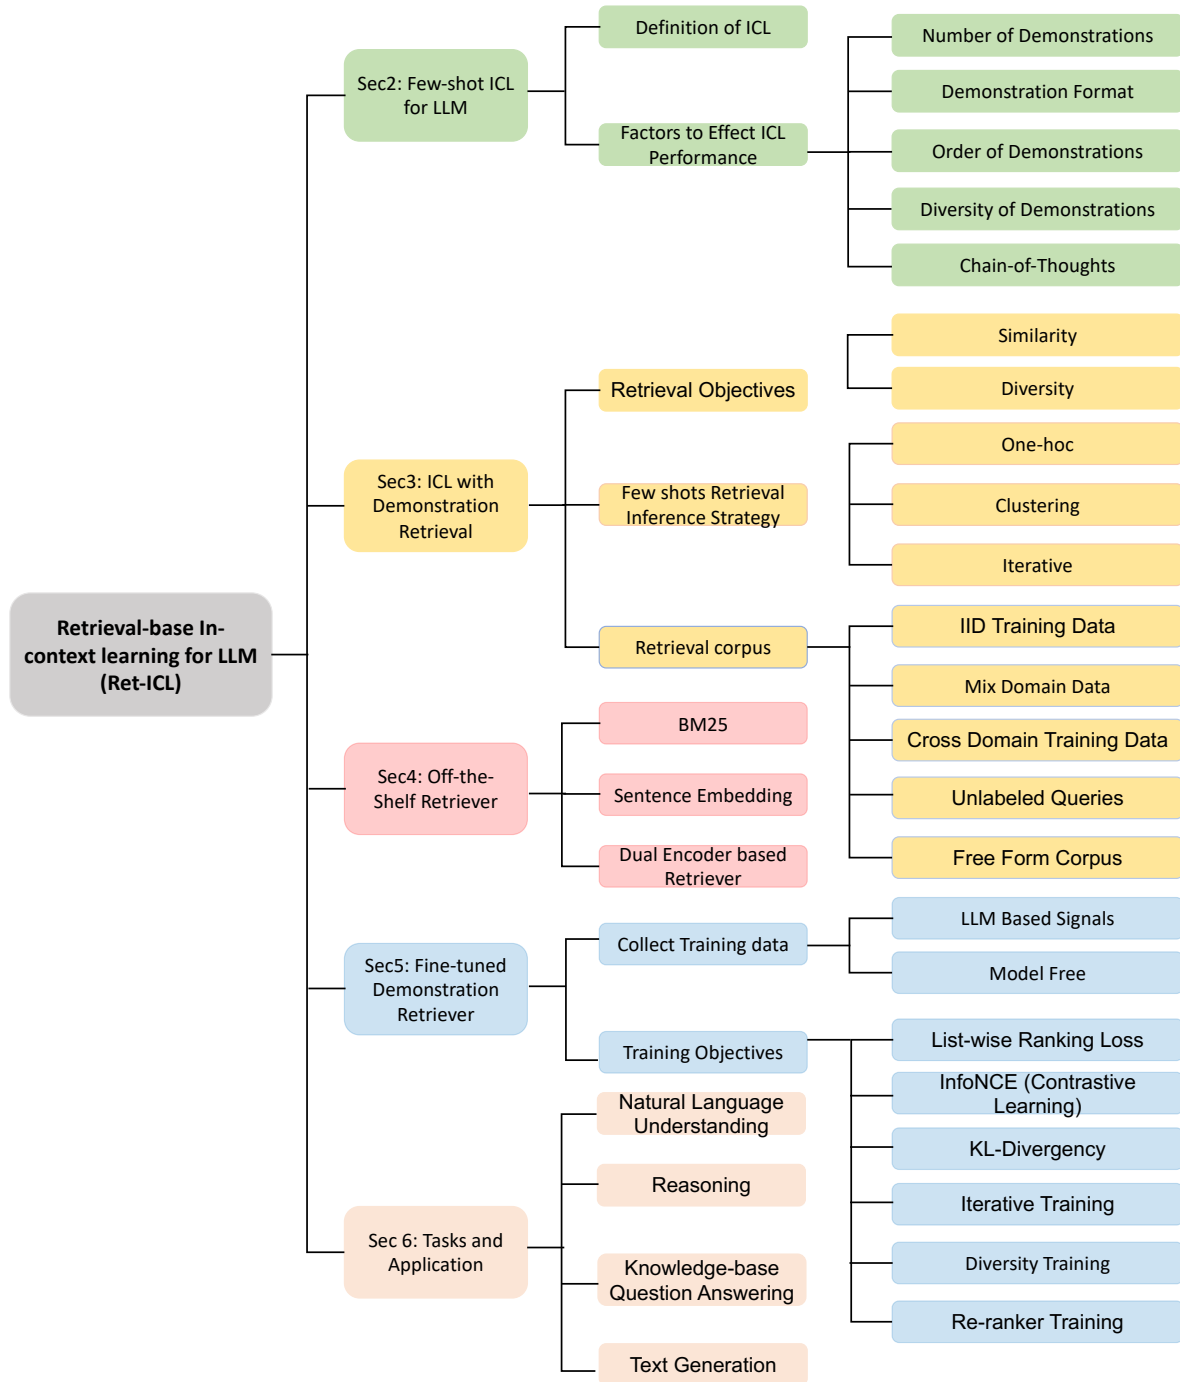 Retrieval-base In-
context learning for LLM
(Ret-ICL)
Sec2: Few-shot ICL
for LLM
Definition of ICL
Factors to Effect ICL
Performance
Number of Demonstrations
Demonstration Format
Order of Demonstrations
Diversity of Demonstrations
Chain-of-Thoughts
Sec3: ICL with
Demonstration
Retrieval
Retrieval Objectives
Similarity
Diversity
Few shots Retrieval
Inference Strategy
One-hoc
Clustering
Iterative
Retrieval corpus
IID Training Data
Mix Domain Data
Cross Domain Training Data
Unlabeled Queries
Free Form Corpus
Sec4: Off-the-
Shelf Retriever
BM25
Sentence Embedding
Dual Encoder based
Retriever
Sec5: Fine-tuned
Demonstration
Retriever
Collect Training data
LLM Based Signals
Model Free
Training Objectives
List-wise Ranking Loss
InfoNCE (Contrastive
Learning)
KL-Divergency
Iterative Training
Diversity Training
Re-ranker Training
Sec 6: Tasks and
Application
Natural Language
Understanding
Reasoning
Knowledge-base
Question Answering
Text Generation